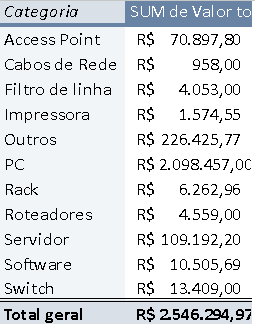 Categoria SUM de Valor to
Access Point R$ 70.897,80
Cabos de Rede R$ 958,00
Filtro de linha R$ 4.053,00
Impressora R$ 1.574,55
Outros R$ 226.425,77
PC R$ 2.098.457,00
Rack R$ 6.262,96
Roteadores R$ 4.559,00
Servidor R$ 109.192,20
Software R$ 10.505,69
Switch R$ 13.409,00
Total geral R$ 2.546.294,97